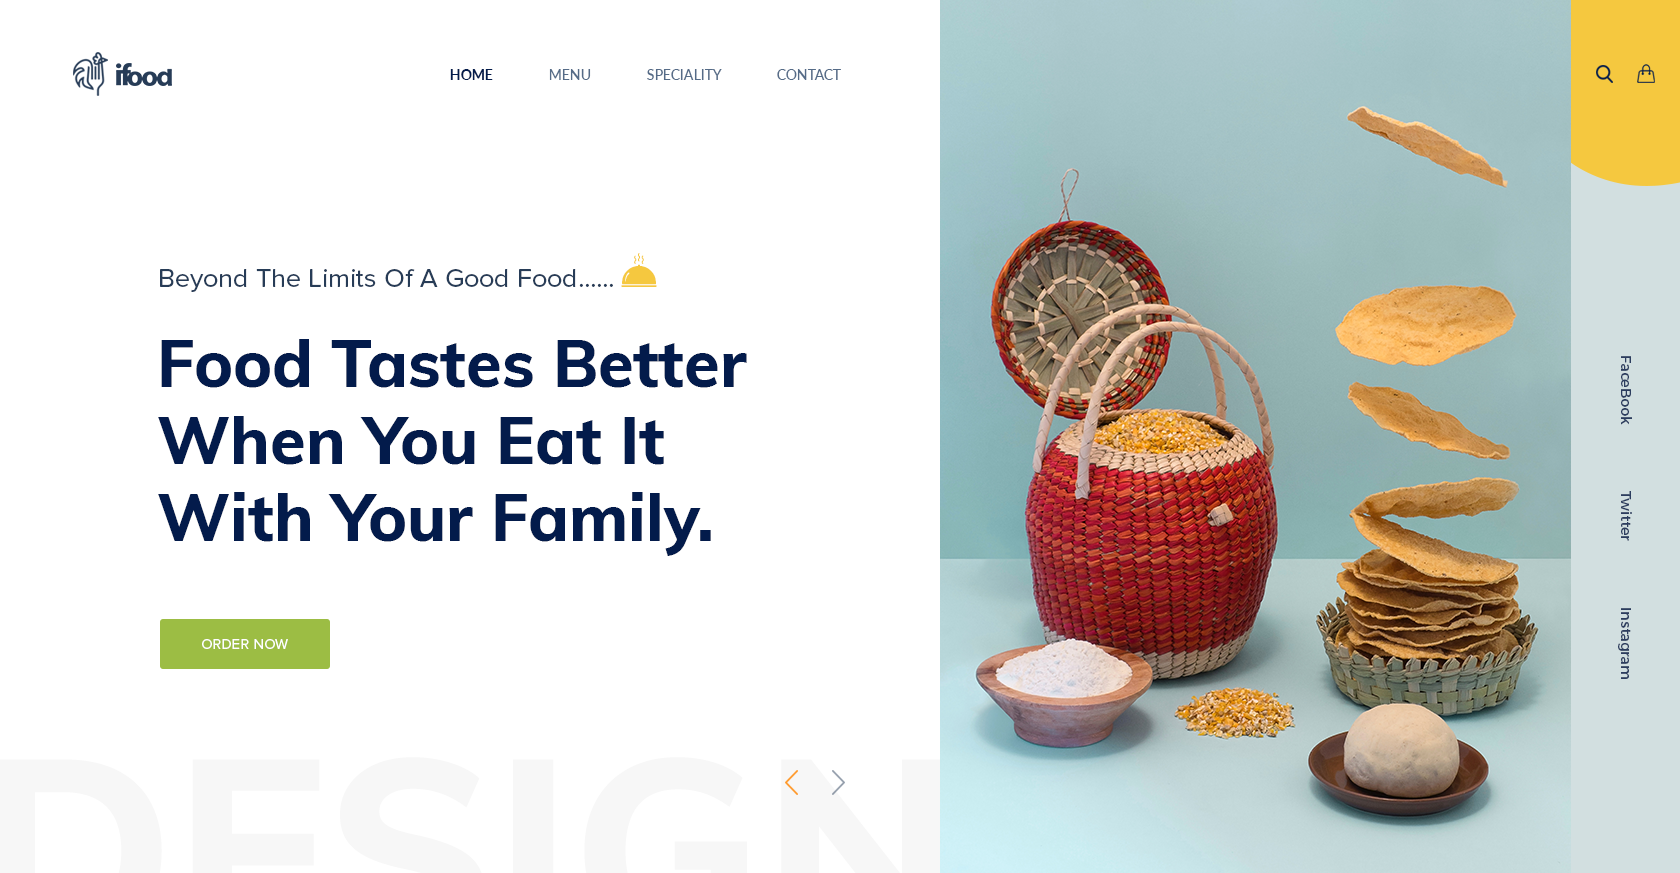 ifood
HOME
MENU
SPECIALITY
CONTACT
Beyond The Limits Of A Good Food......
Food Tastes Better
When You Eat It
With Your Family.
ORDER NOW
DESIGN
FaceBook
Twitter
Instagram